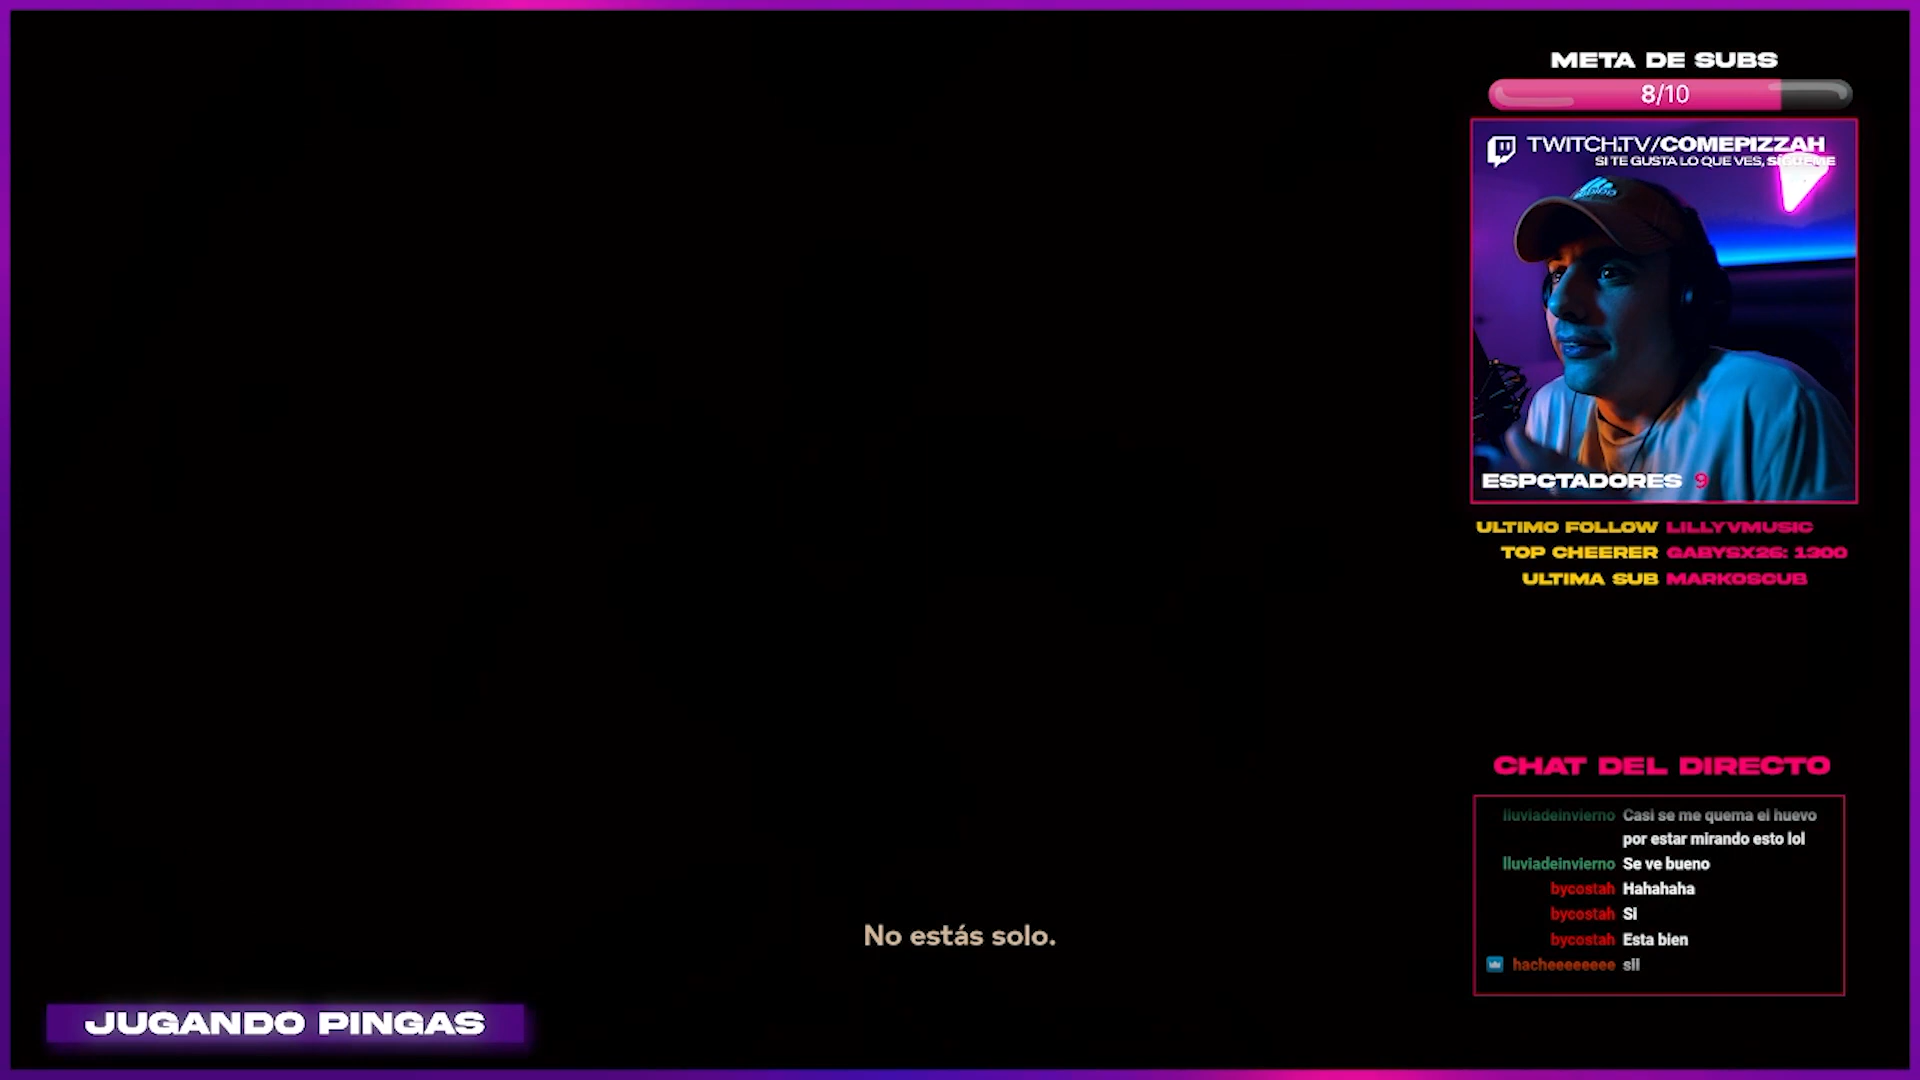 META DE SUBS
8/10
TWITCH.TV/COMEPIZZAH
SI TE GUSTA LO QUE VES, SÍGUEME
ESPCTADORES 9
ULTIMO FOLLOW LILLYVMUSIC
TOP CHEERER GABYSX26: 1300
ULTIMA SUB MARKOSCUB
CHAT DEL DIRECTO
lluviadeinvierno Casi se me quema el huevo
por estar mirando esto lol
lluviadeinvierno Se ve bueno
bycostah Hahahaha
bycostah Si
bycostah Esta bien
hacheeeeeeee sii
No estás solo.
JUGANDO PINGAS